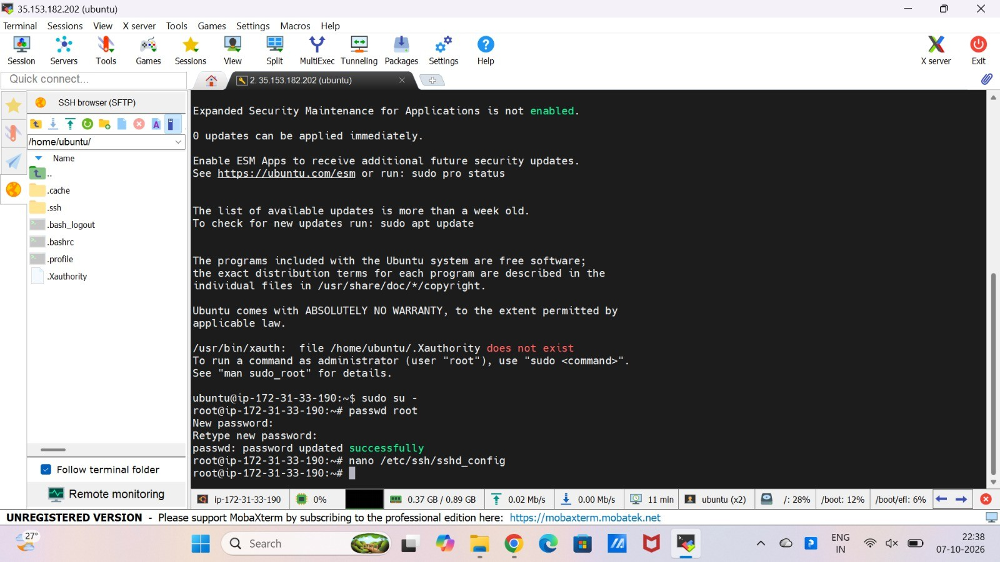 35.153.182.202 (ubuntu)
Terminal Sessions View X server Tools Games Settings Macros Help
Session Servers Tools Games Sessions View Split MultiExec Tunneling Packages Settings Help X server Exit
Quick connect...
2. 35.153.182.202 (ubuntu)
SSH browser (SFTP)
/home/ubuntu/
Name
..
.cache
.ssh
.bash_logout
.bashrc
.profile
.Xauthority
Follow terminal folder
Remote monitoring
Expanded Security Maintenance for Applications is not enabled.
0 updates can be applied immediately.
Enable ESM Apps to receive additional future security updates.
See https://ubuntu.com/esm or run: sudo pro status
The list of available updates is more than a week old.
To check for new updates run: sudo apt update
The programs included with the Ubuntu system are free software;
the exact distribution terms for each program are described in the
individual files in /usr/share/doc/*/copyright.
Ubuntu comes with ABSOLUTELY NO WARRANTY, to the extent permitted by
applicable law.
/usr/bin/xauth:  file /home/ubuntu/.Xauthority does not exist
To run a command as administrator (user "root"), use "sudo <command>".
See "man sudo_root" for details.
ubuntu@ip-172-31-33-190:~$ sudo su -
root@ip-172-31-33-190:~# passwd root
New password:
Retype new password:
passwd: password updated successfully
root@ip-172-31-33-190:~# nano /etc/ssh/sshd_config
root@ip-172-31-33-190:~#
ip-172-31-33-190 0% 0.37 GB / 0.89 GB 0.02 Mb/s 0.00 Mb/s 11 min ubuntu (x2) /: 28% /boot: 12% /boot/efi: 6%
UNREGISTERED VERSION - Please support MobaXterm by subscribing to the professional edition here: https://mobaxterm.mobatek.net
27°
Search
ENG
IN
22:38
07-10-2026